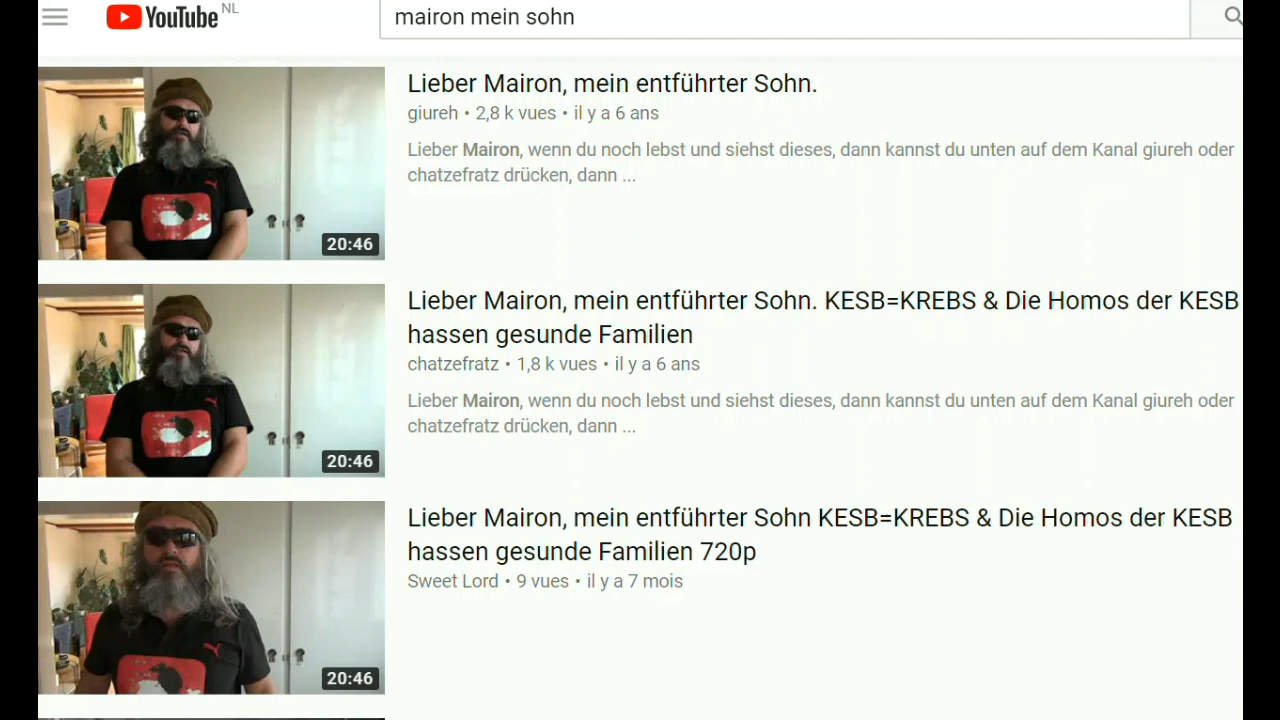 YouTube NL
mairon mein sohn
Lieber Mairon, mein entführter Sohn.
giureh • 2,8 k vues • il y a 6 ans
Lieber Mairon, wenn du noch lebst und siehst dieses, dann kannst du unten auf dem Kanal giureh oder
chatzefratz drücken, dann ...
20:46
Lieber Mairon, mein entführter Sohn. KESB=KREBS & Die Homos der KESB
hassen gesunde Familien
chatzefratz • 1,8 k vues • il y a 6 ans
Lieber Mairon, wenn du noch lebst und siehst dieses, dann kannst du unten auf dem Kanal giureh oder
chatzefratz drücken, dann ...
20:46
Lieber Mairon, mein entführter Sohn KESB=KREBS & Die Homos der KESB
hassen gesunde Familien 720p
Sweet Lord • 9 vues • il y a 7 mois
20:46